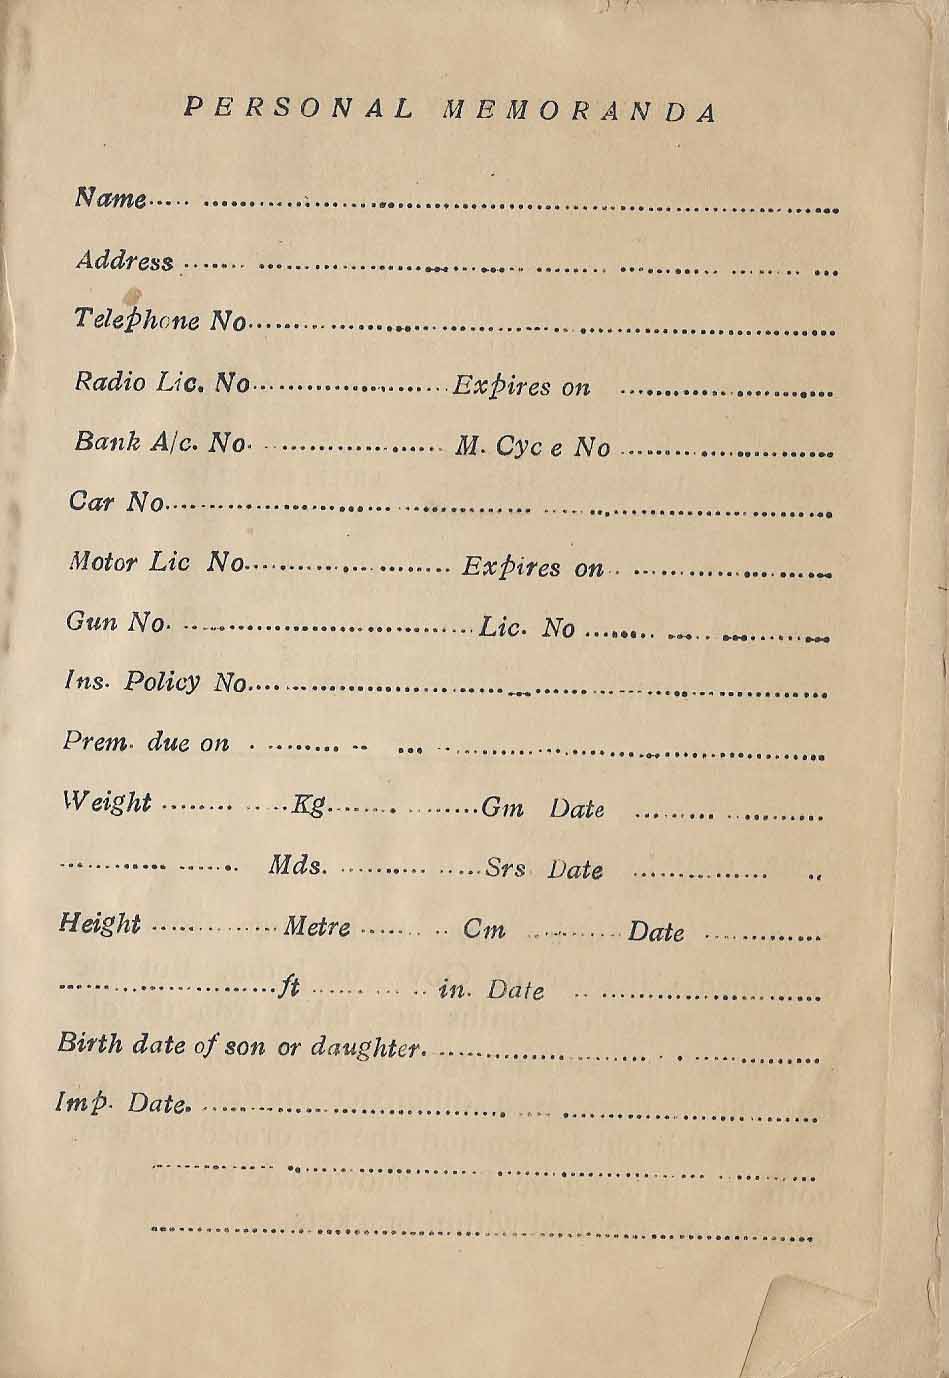 PERSONAL MEMORANDA
Name..... ........................................
Address ....... ........................................
Telephone No........................................
Radio Lic. No......................Expires on ......................
Bank A/c. No. ...................M. Cyc e No ......................
Car No........................................
Motor Lic No......................Expires on.. ......................
Gun No. ..............................Lic. No ......................
Ins. Policy No........................................
Prem. due on . ........................................
Weight ........ .....Kg........ ........Gm Date ......................
............ ....... Mds. .......... .....Srs. Date ................ ..
Height ..............Metre ....... .. Cm ..........Date .............
........................ft ....... ... .. in. Date .. ......................
Birth date of son or daughter. ........................................
Imp. Date. ........................................
........................................
........................................